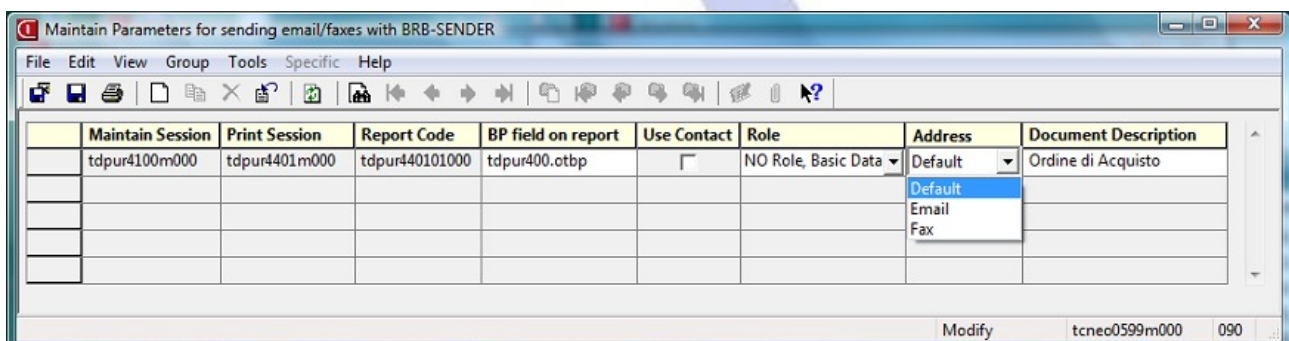 Maintain Parameters for sending email/faxes with BRB-SENDER
File Edit View Group Tools Specific Help
Maintain Session Print Session Report Code BP field on report Use Contact Role Address Document Description
tdpur4100m000 tdpur4401m000 tdpur440101000 tdpur400.otbp NO Role, Basic Data Default Ordine di Acquisto
Default
Email
Fax
Modify tcneo0599m000 090